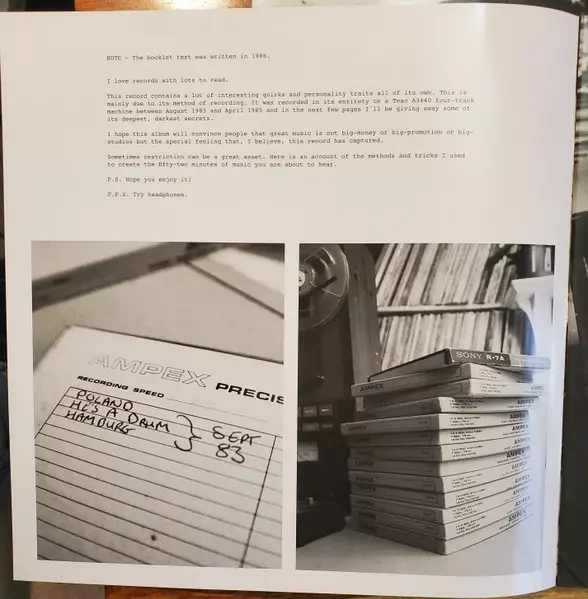 NOTE - The booklet text was written in 1986.
I love records with lots to read.
This record contains a lot of interesting quirks and personality traits all of its own. This is
mainly due to its method of recording. It was recorded in its entirety on a Teac A3440 four-track
machine between August 1983 and April 1985 and in the next few pages I'll be giving away some of
its deepest, darkest secrets.
I hope this album will convince people that great music is not big-money or big-promotion or big-
studios but the special feeling that, I believe, this record has captured.
Sometimes restriction can be a great asset. Here is an account of the methods and tricks I used
to create the fifty-two minutes of music you are about to hear.
P.S. Hope you enjoy it!
P.P.S. Try headphones.
AMPEX PRECIS
RECORDING SPEED
POLAND
HE'S A DRUM
HAMBURG
SEPT
83
SONY R-7A
AMPEX
AMPEX
AMPEX
AMPEX
AMPEX
AMPEX
AMPEX
AMPEX
AMPEX
AMPEX